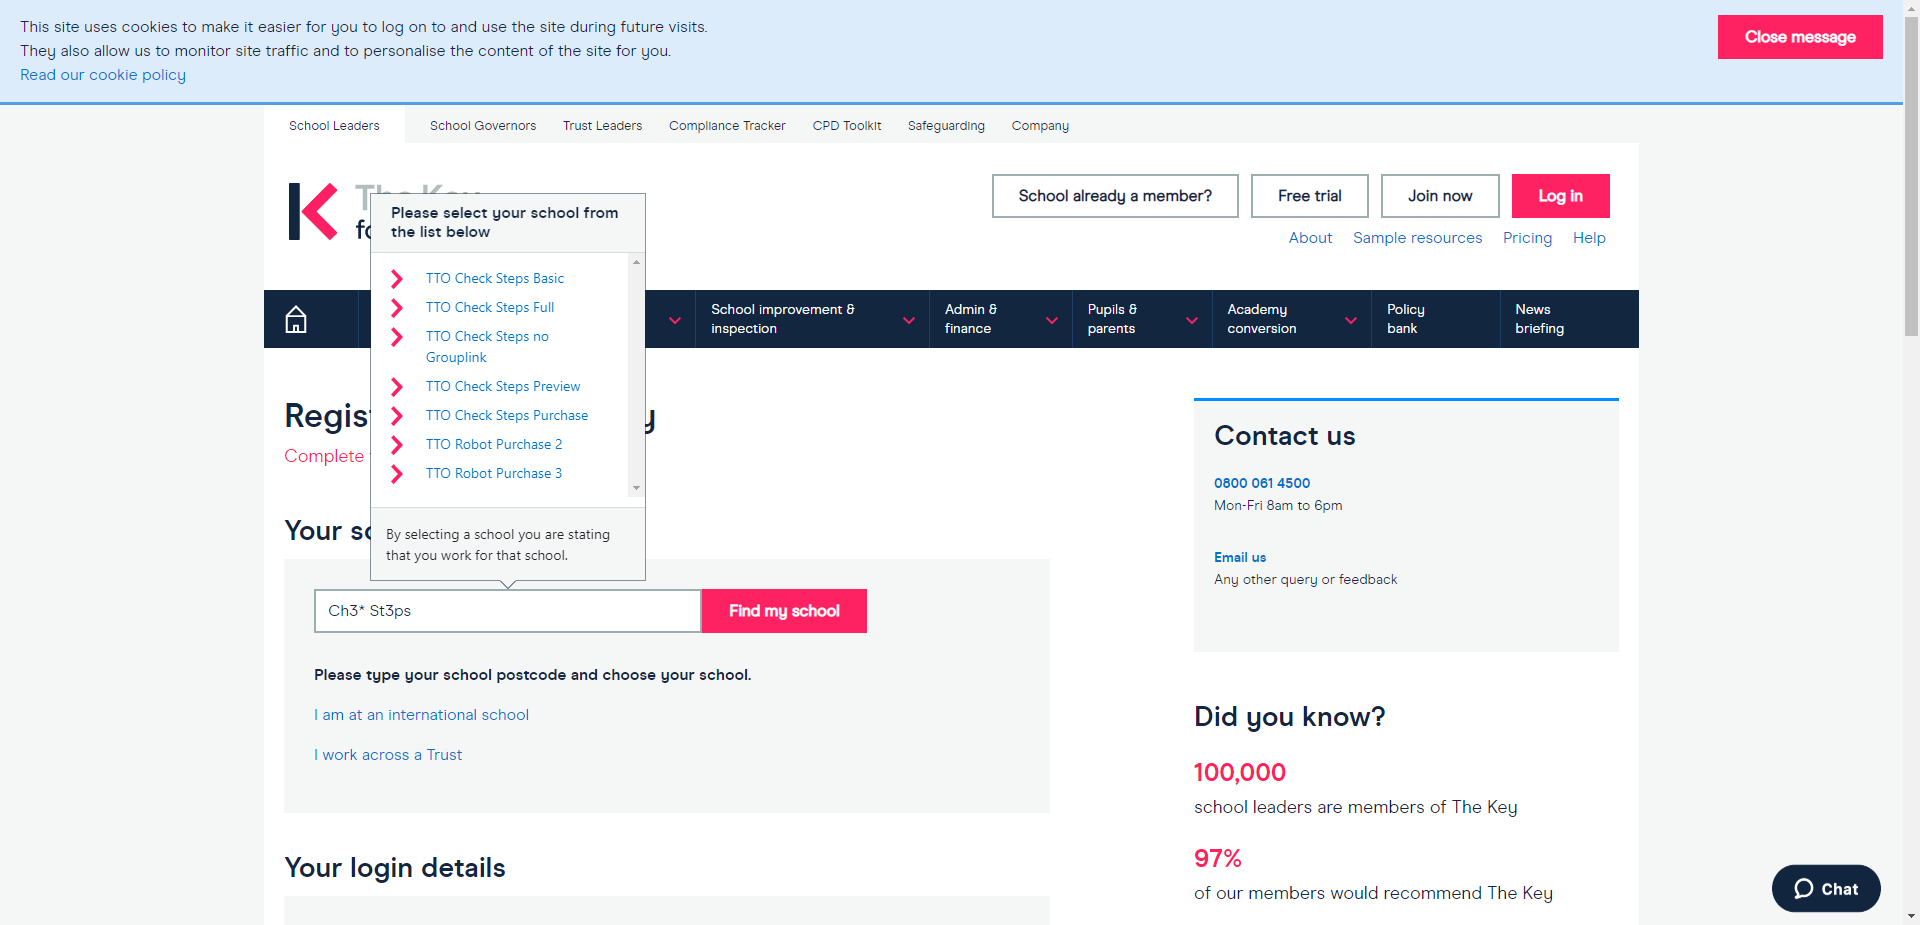 This site uses cookies to make it easier for you to log on to and use the site during future visits.
They also allow us to monitor site traffic and to personalise the content of the site for you.
Read our cookie policy
Close message
School Leaders
School Governors
Trust Leaders
Compliance Tracker
CPD Toolkit
Safeguarding
Company
School already a member?
Free trial
Join now
Log in
About
Sample resources
Pricing
Help
Please select your school from
the list below
TTO Check Steps Basic
TTO Check Steps Full
TTO Check Steps no
Grouplink
TTO Check Steps Preview
TTO Check Steps Purchase
TTO Robot Purchase 2
TTO Robot Purchase 3
By selecting a school you are stating
that you work for that school.
School improvement &
inspection
Admin &
finance
Pupils &
parents
Academy
conversion
Policy
bank
News
briefing
Complete
Your
Ch3* St3ps
Find my school
Please type your school postcode and choose your school.
I am at an international school
I work across a Trust
Your login details
Contact us
0800 061 4500
Mon-Fri 8am to 6pm
Email us
Any other query or feedback
Did you know?
100,000
school leaders are members of The Key
97%
of our members would recommend The Key
Chat